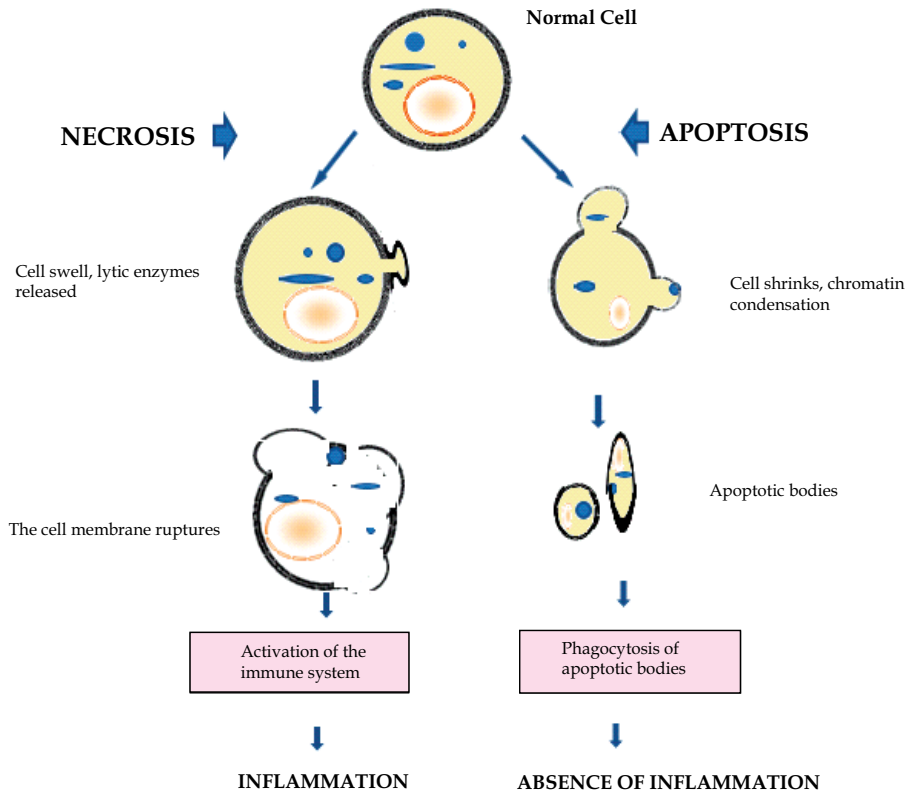 Normal Cell
NECROSIS
APOPTOSIS
Cell swell, lytic enzymes
released
Cell shrinks, chromatin
condensation
The cell membrane ruptures
Apoptotic bodies
Activation of the
immune system
Phagocytosis of
apoptotic bodies
INFLAMMATION
ABSENCE OF INFLAMMATION